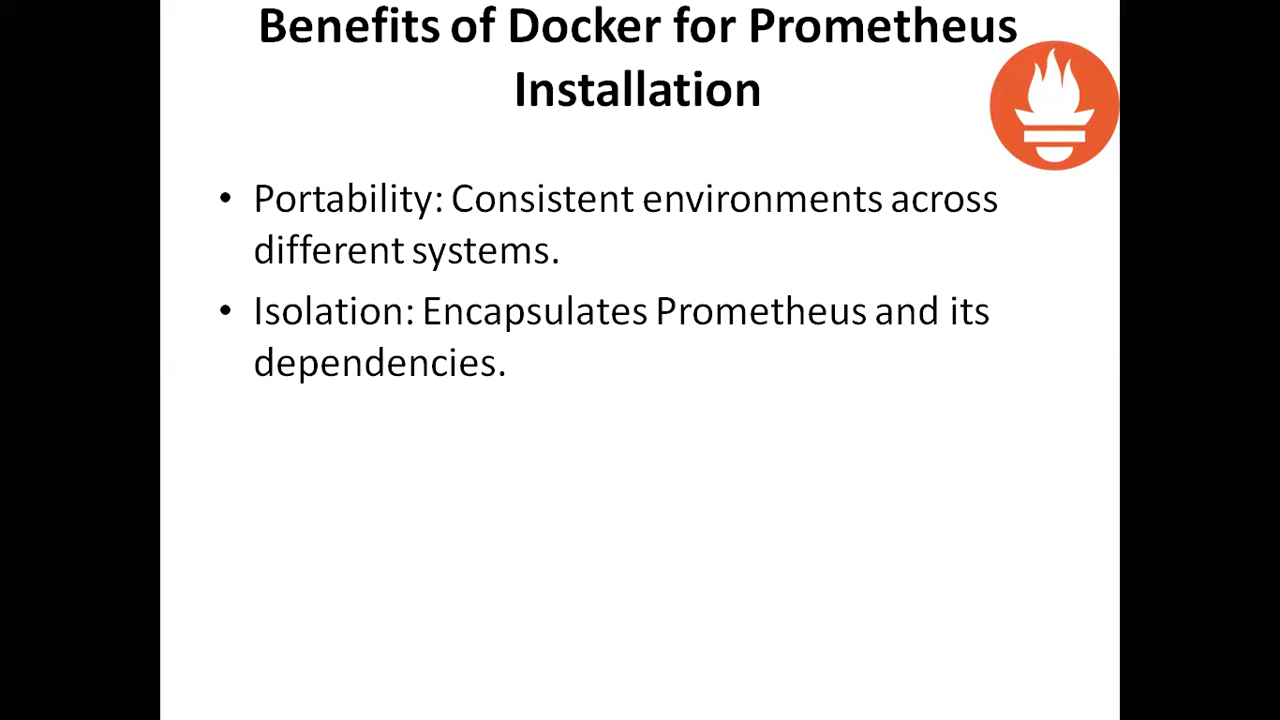 Benefits of Docker for Prometheus
Installation
• Portability: Consistent environments across
different systems.
• Isolation: Encapsulates Prometheus and its
dependencies.